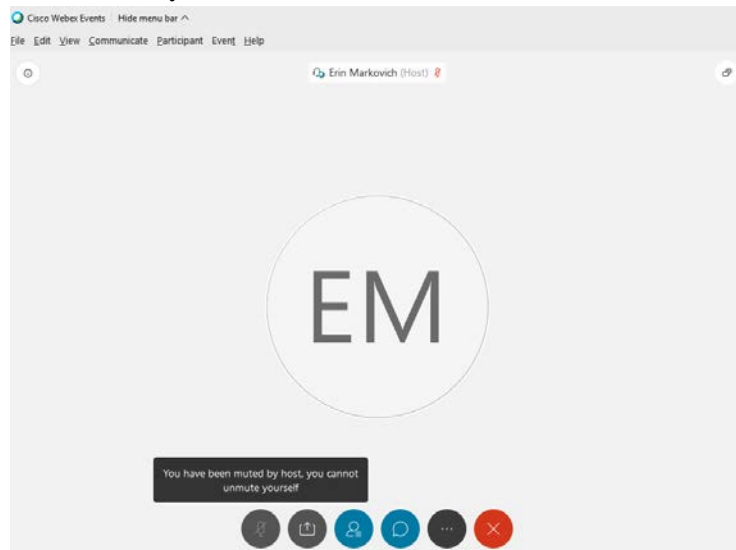 Cisco Webex Events Hide menu bar ^
File Edit View Communicate Participant Event Help
Erin Markovich (Host)
EM
You have been muted by host, you cannot
unmute yourself